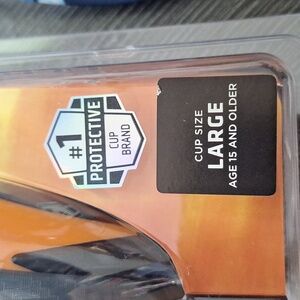 #1
PROTECTIVE
CUP
BRAND
CUP SIZE
LARGE
AGE 15 AND OLDER